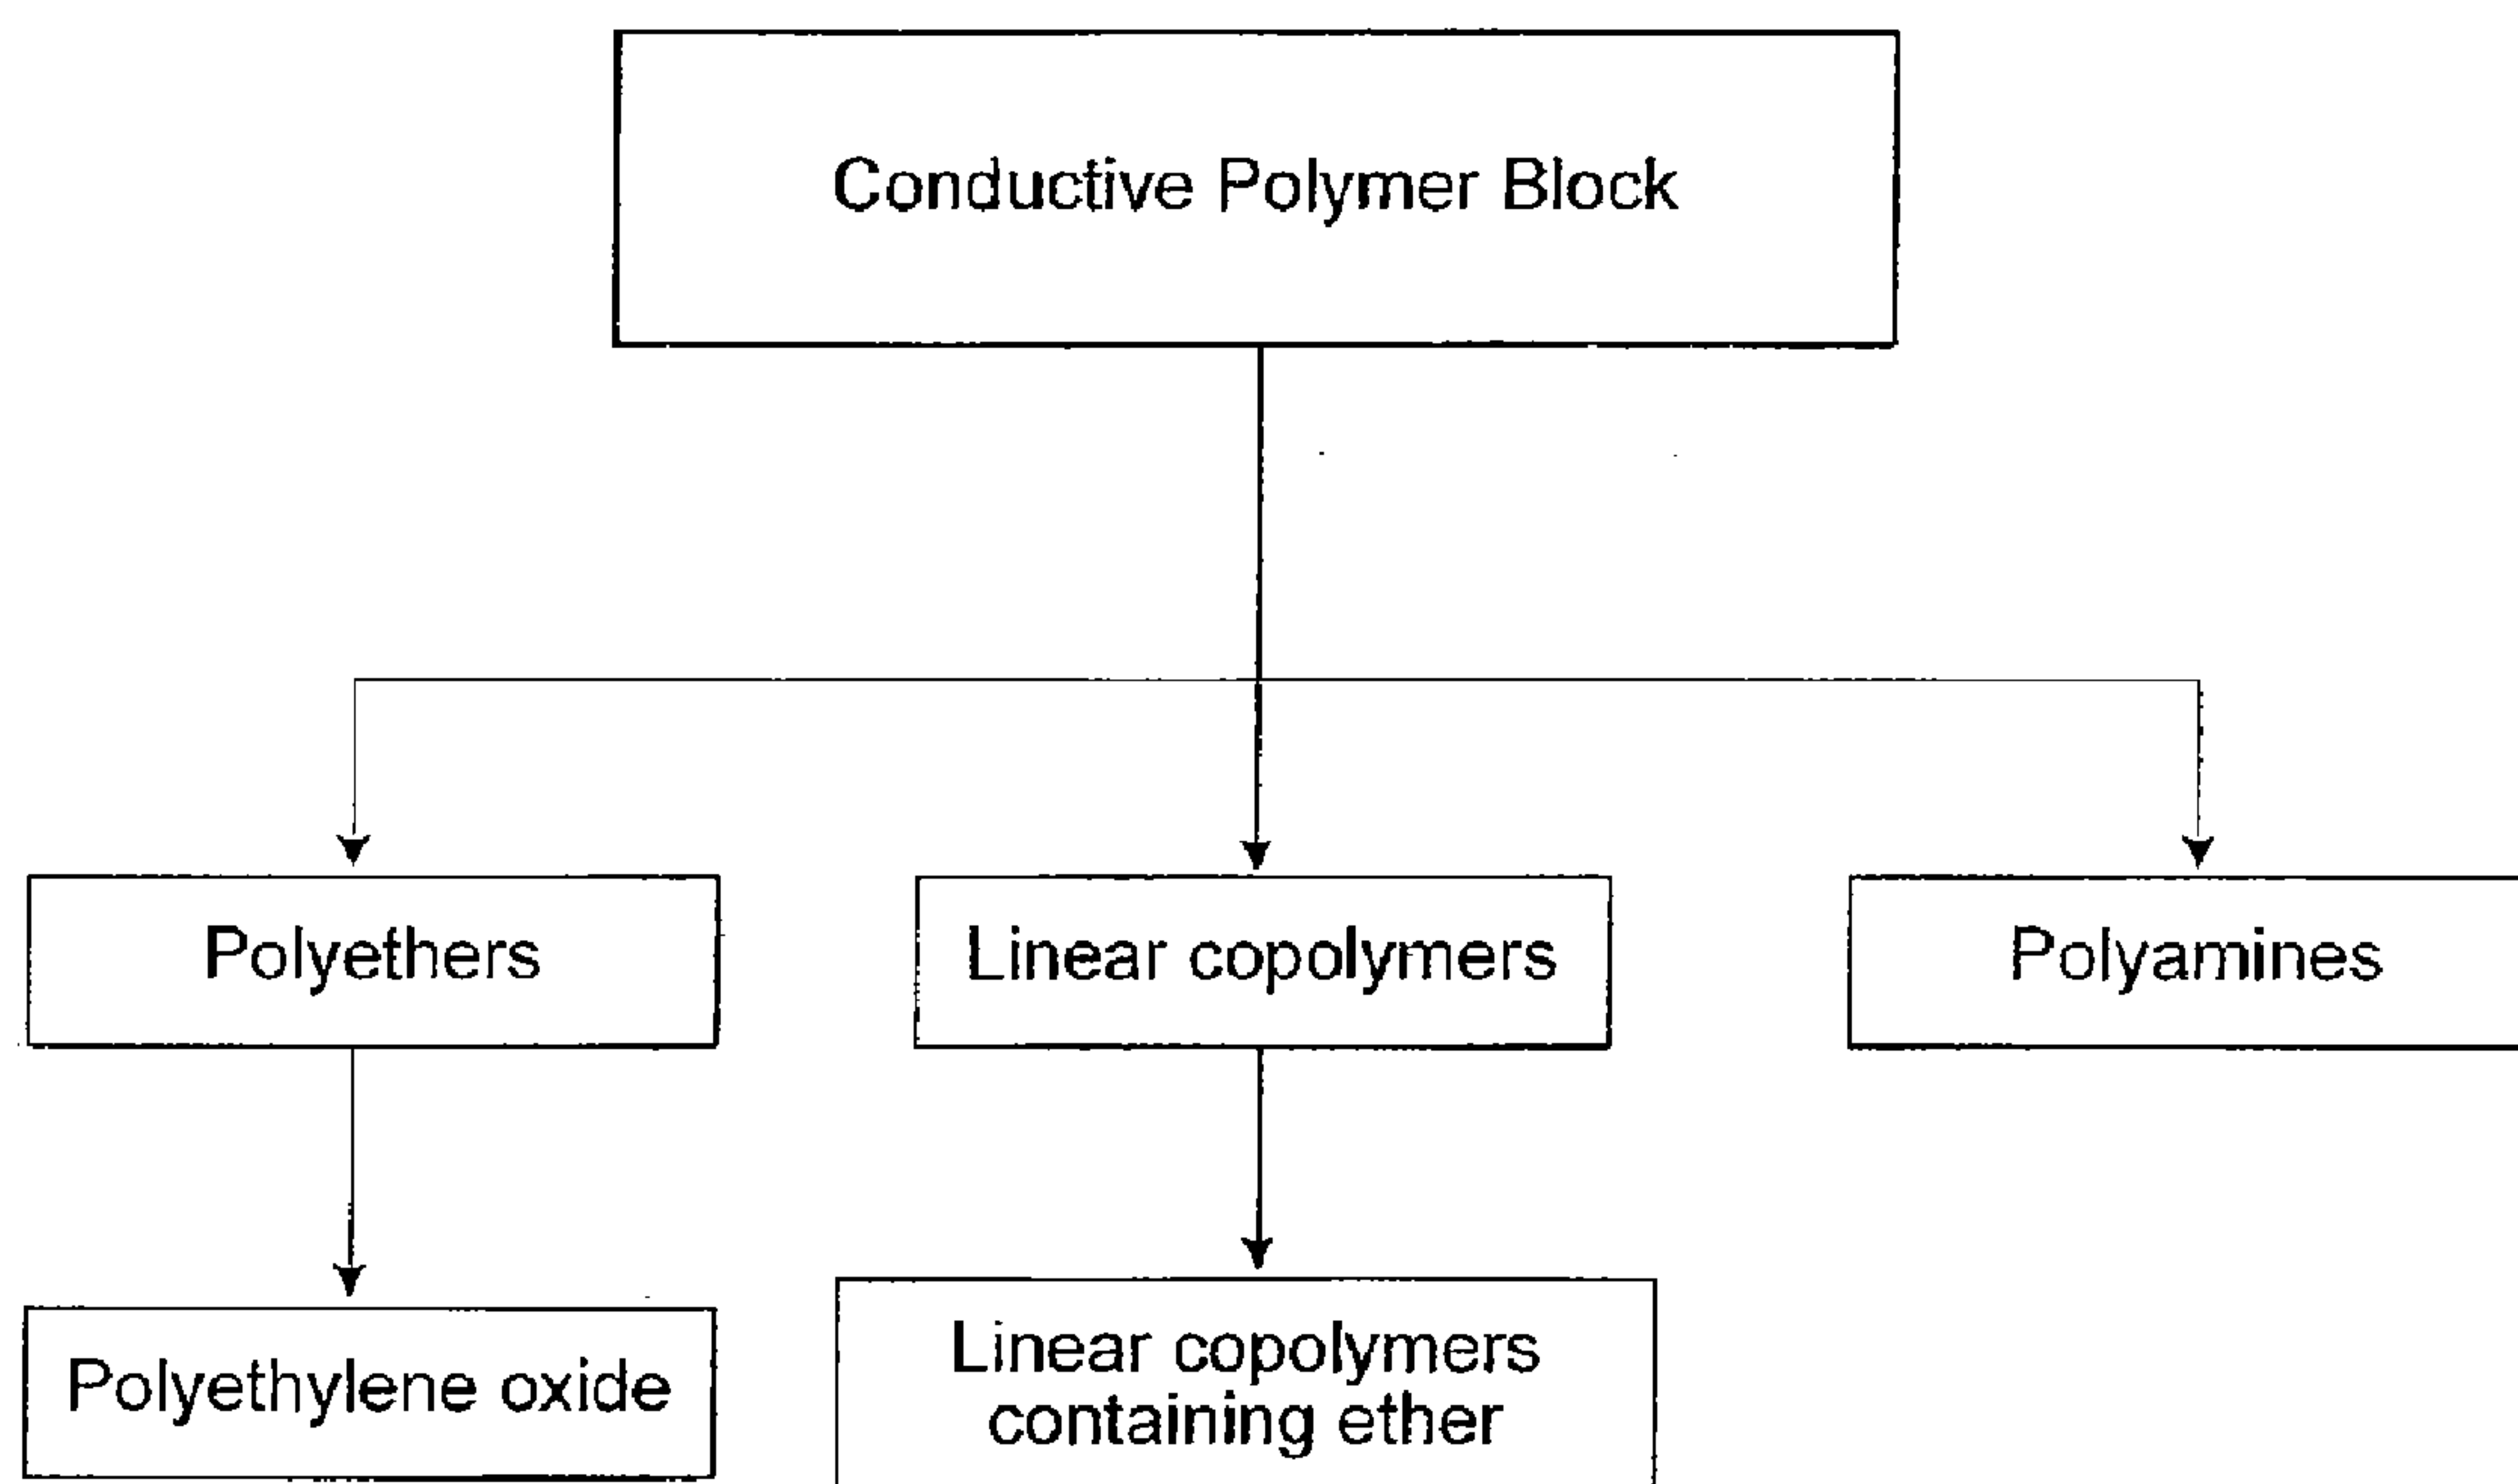 Conductive Polymer Block
Polyethers
Linear copolymers
Polyamines
Polyethylene oxide
Linear copolymers
containing ether